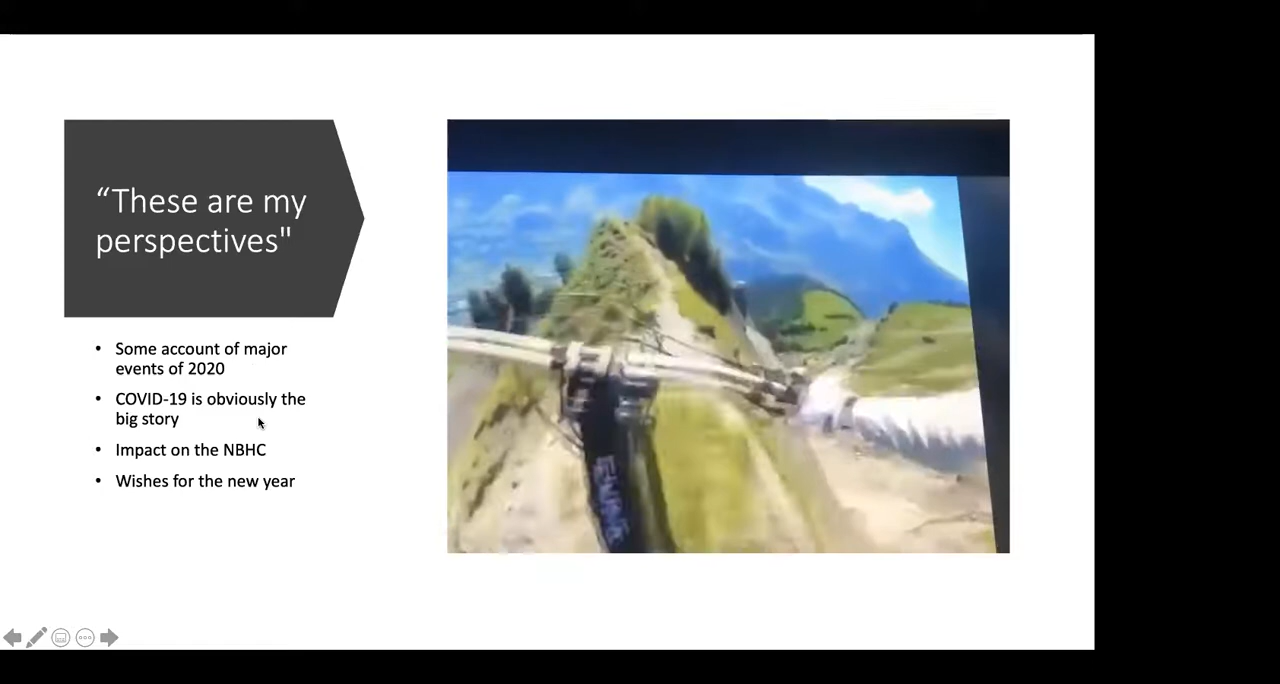 “These are my
perspectives"
• Some account of major
events of 2020
• COVID-19 is obviously the
big story
• Impact on the NBHC
• Wishes for the new year